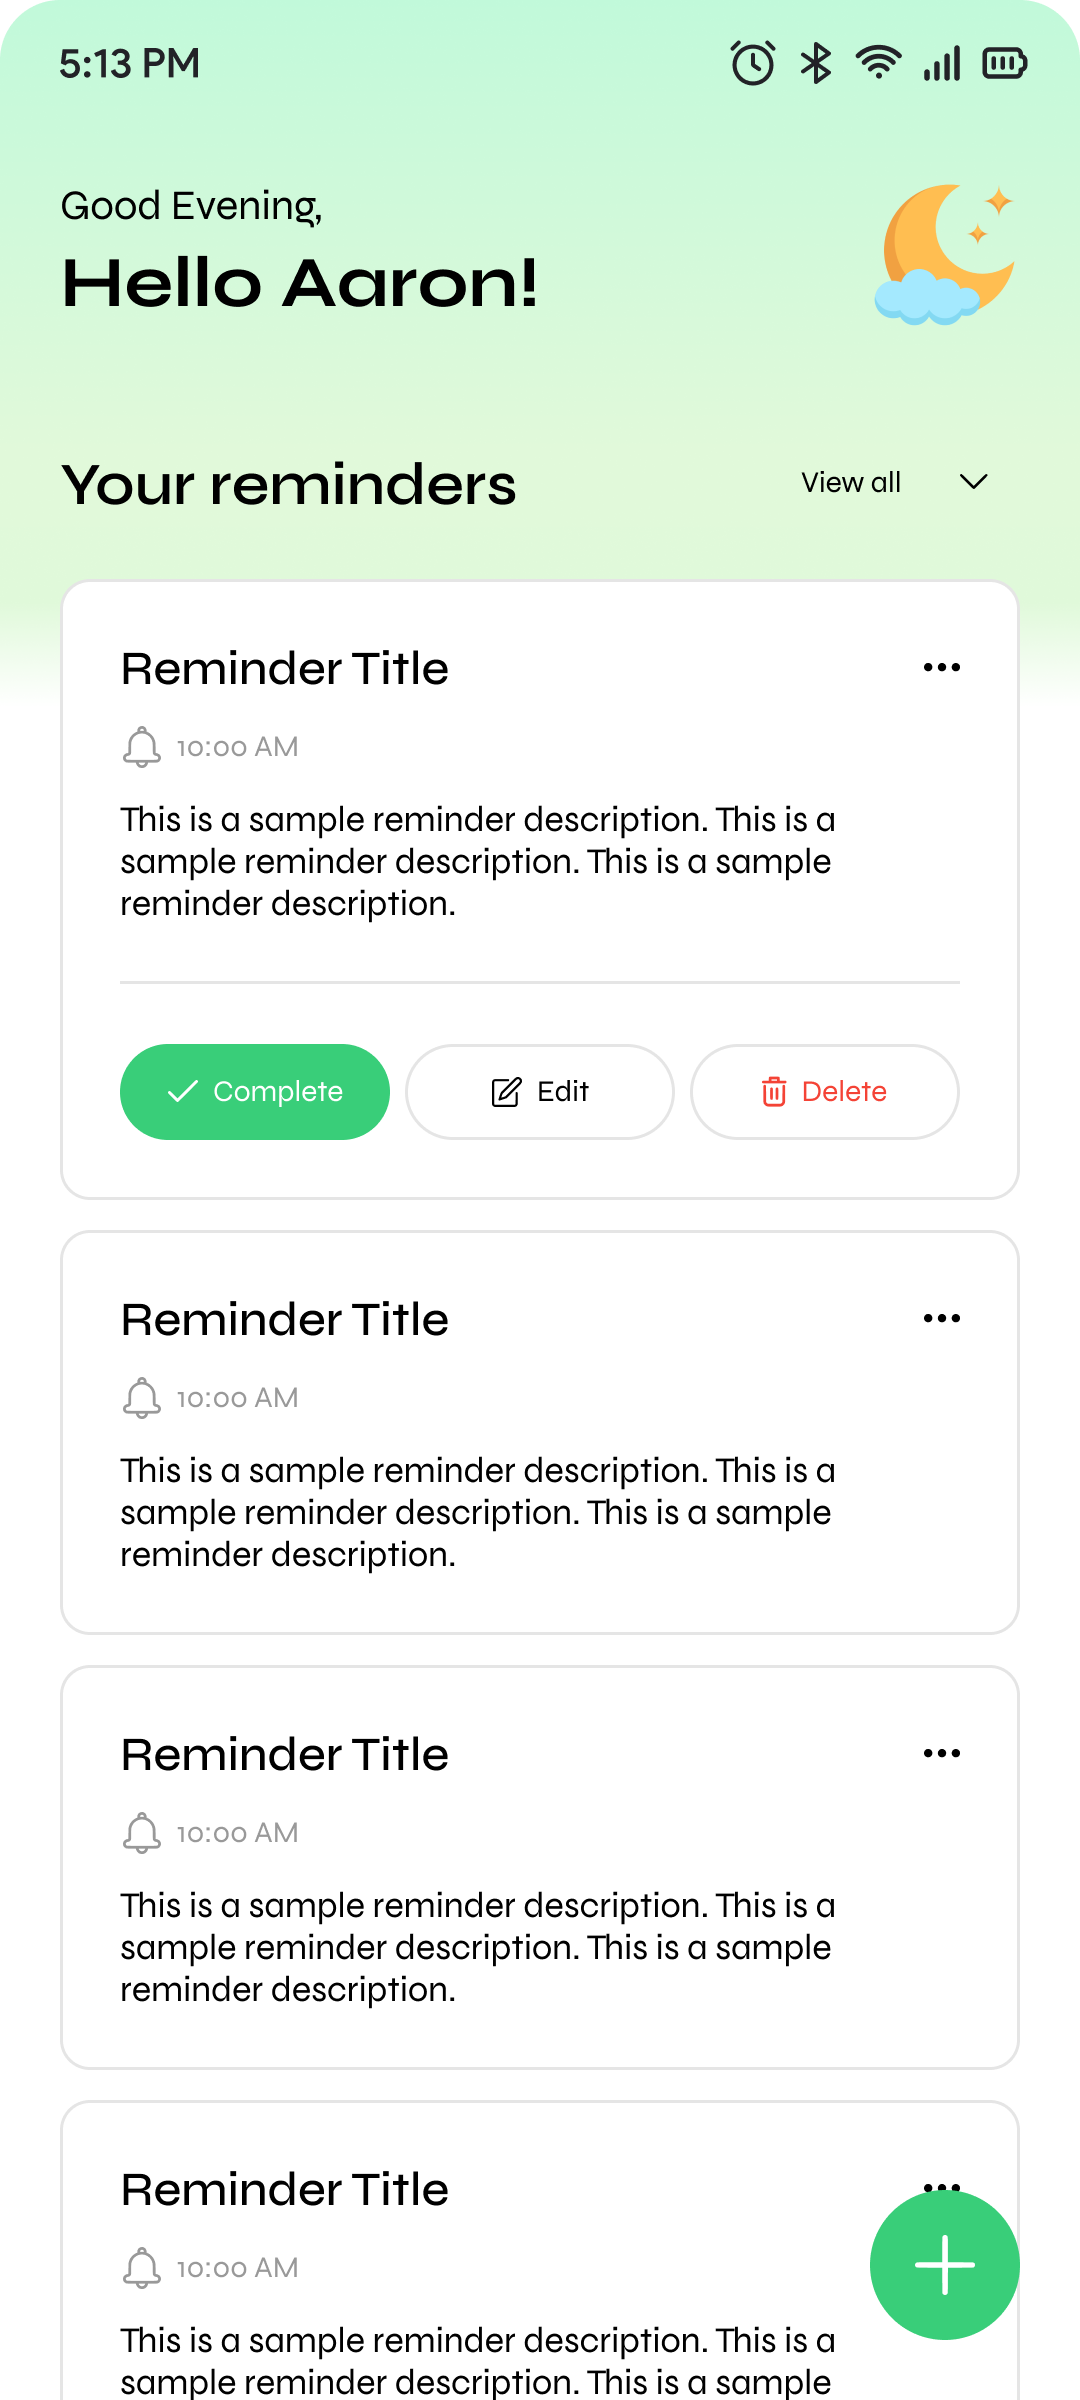 5:13 PM
Good Evening,
Hello Aaron!
Your reminders
View all
Reminder Title
10:00 AM
This is a sample reminder description. This is a
sample reminder description. This is a sample
reminder description.
Complete
Edit
Delete
Reminder Title
10:00 AM
This is a sample reminder description. This is a
sample reminder description. This is a sample
reminder description.
Reminder Title
10:00 AM
This is a sample reminder description. This is a
sample reminder description. This is a sample
reminder description.
Reminder Title
10:00 AM
This is a sample reminder description. This is a
sample reminder description. This is a sample